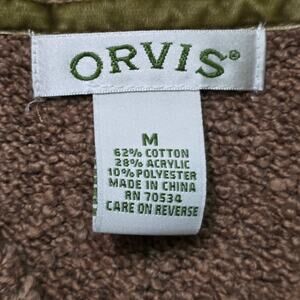 ORVIS®
M
62% COTTON
28% ACRYLIC
10% POLYESTER
MADE IN CHINA
RN 70534
CARE ON REVERSE